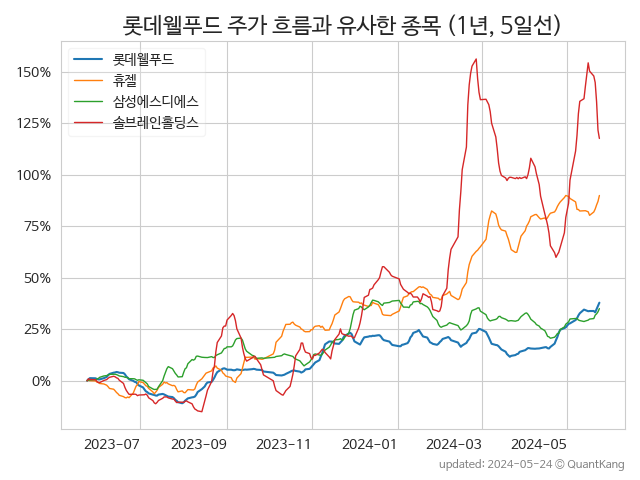 롯데웰푸드 주가 흐름과 유사한 종목 (1년, 5일선)
롯데웰푸드
휴젤
삼성에스디에스
솔브레인홀딩스
150%
125%
100%
75%
50%
25%
0%
2023-07 2023-09 2023-11 2024-01 2024-03 2024-05
updated: 2024-05-24 © QuantKang